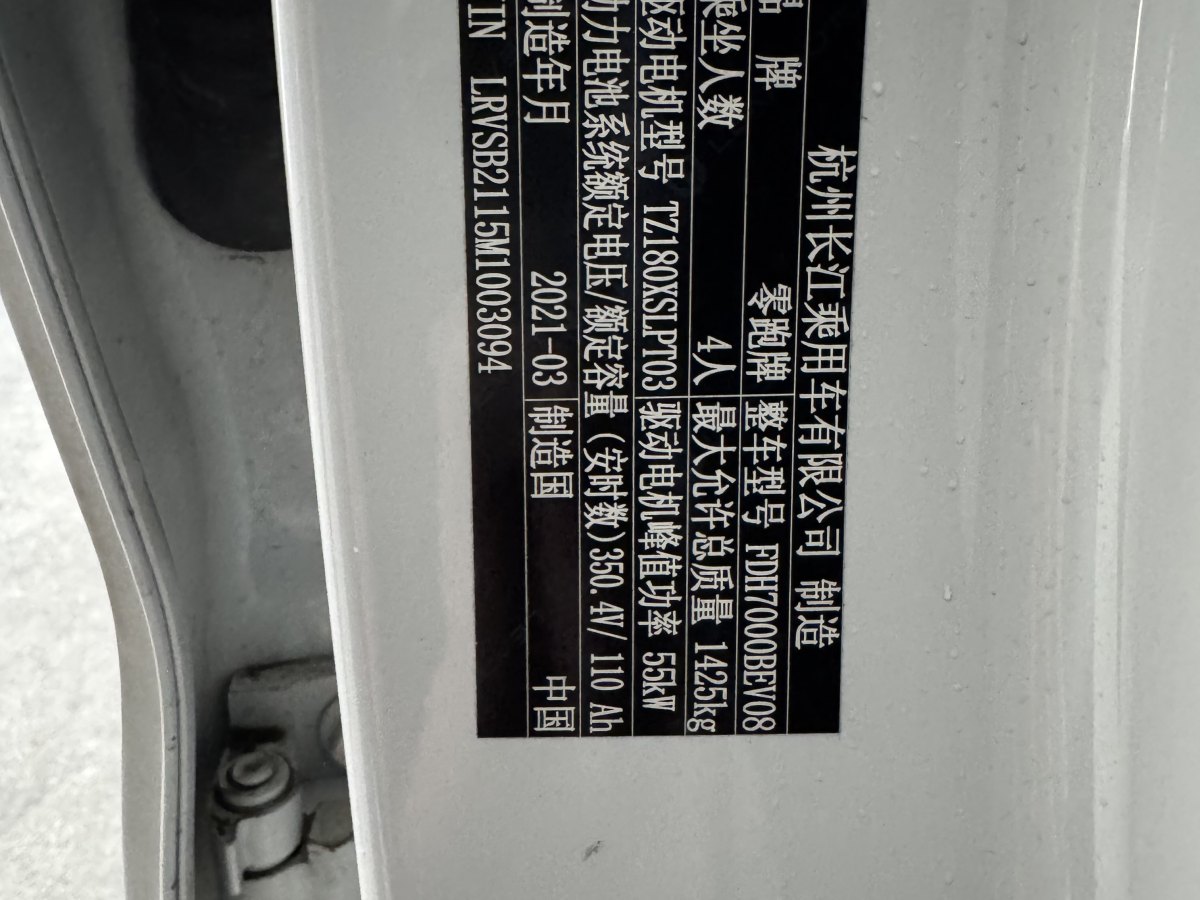 杭州长江乘用车有限公司 制造
品 牌 零跑牌 整车型号 FDH7000BEV08
乘坐人数 4人 最大允许总质量 1425kg
驱动电机型号 TZ180XSLPT03 驱动电机峰值功率 55kW
动力电池系统额定电压/额定容量(安时数)350.4V/110 Ah
制造年月 2021-03 制造国 中国
VIN LRVSB2115M1003094